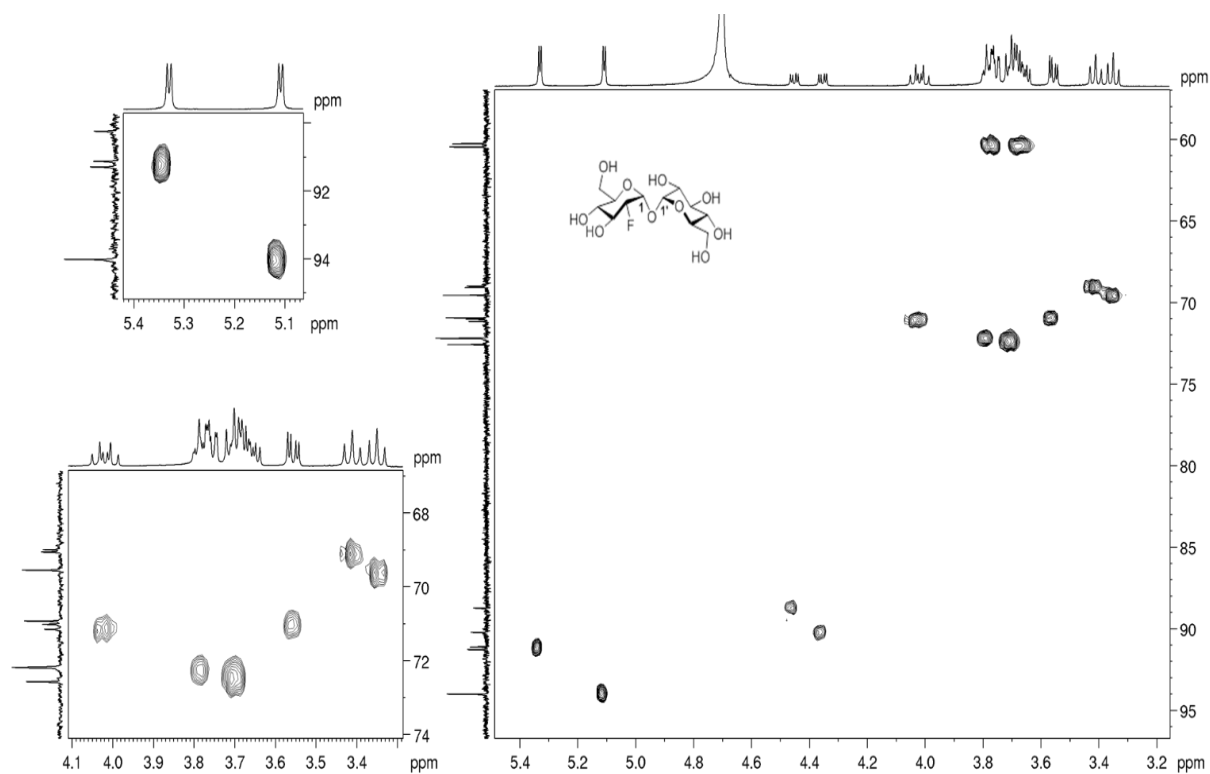 ppm
92
94
5.4 5.3 5.2 5.1 ppm
ppm
68
70
72
74
4.1 4.0 3.9 3.8 3.7 3.6 3.5 3.4 ppm
ppm
60
65
70
75
80
85
90
95
5.4 5.2 5.0 4.8 4.6 4.4 4.2 4.0 3.8 3.6 3.4 3.2 ppm
OH
O
HO
HO
1
F
O
1'
HO
OH
O
OH
HO